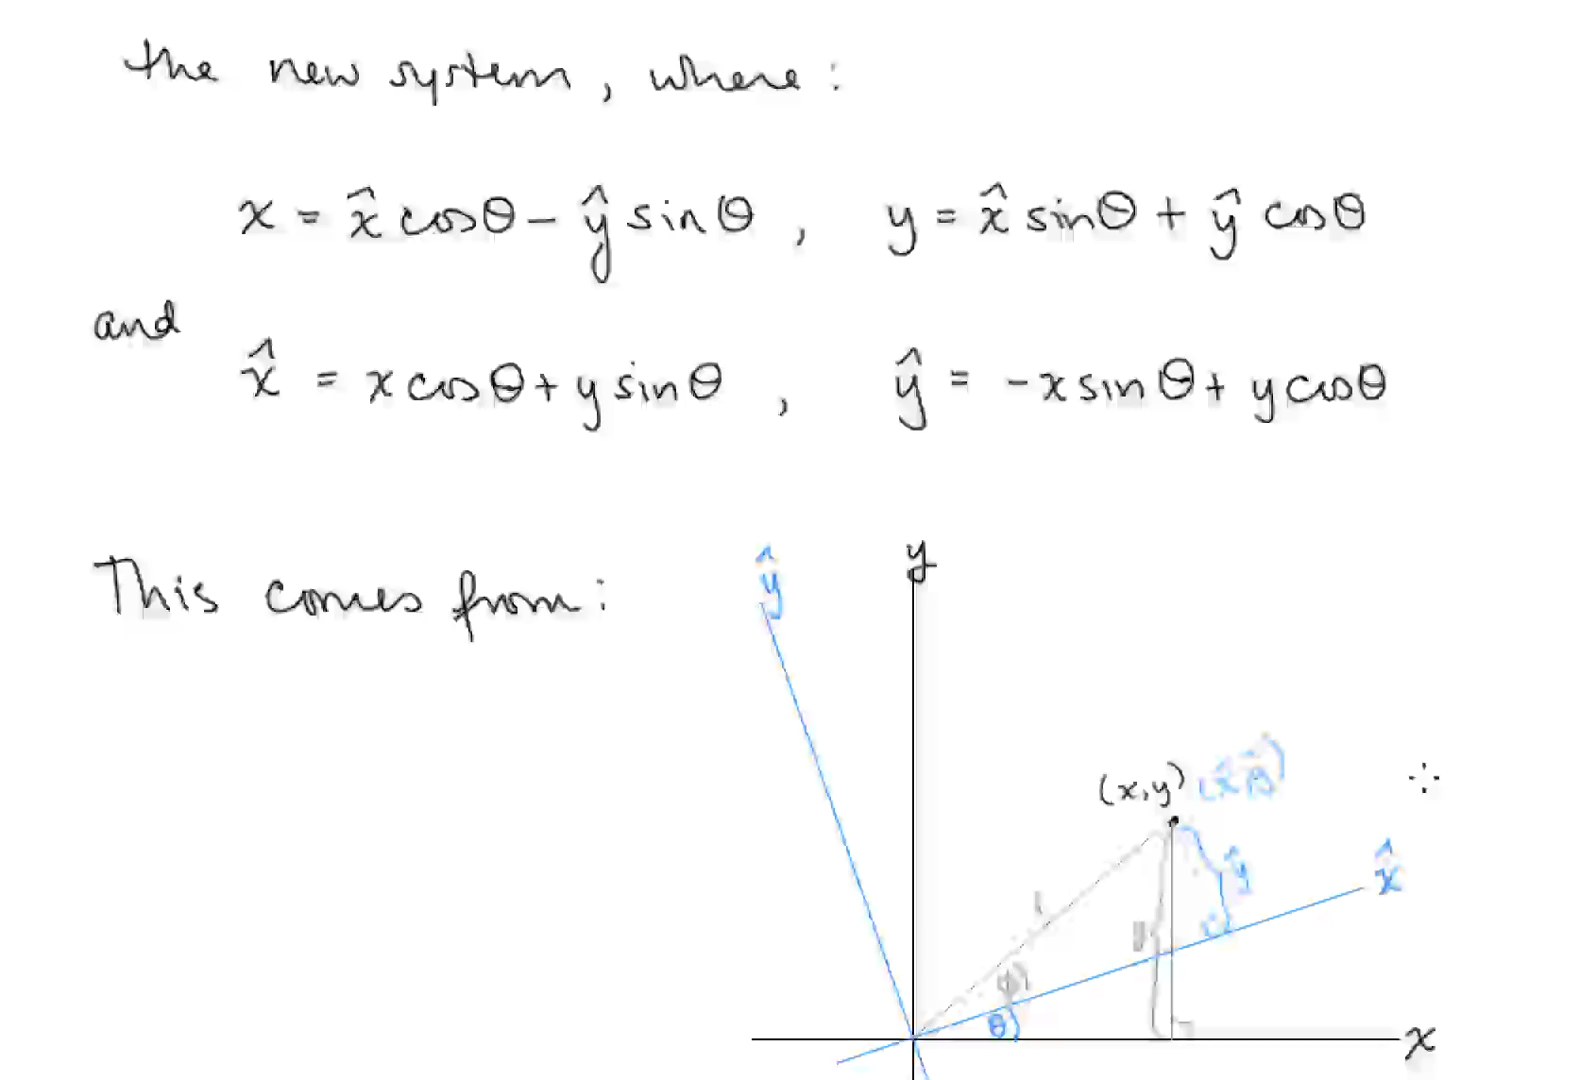 the new system, where:
x = x̂ cosθ − ŷ sinθ, y = x̂ sinθ + ŷ cosθ
and
x̂ = x cosθ + y sinθ, ŷ = -x sinθ + y cosθ
This comes from:
ŷ
y
(x,y)
ŷ
x̂
θ
x